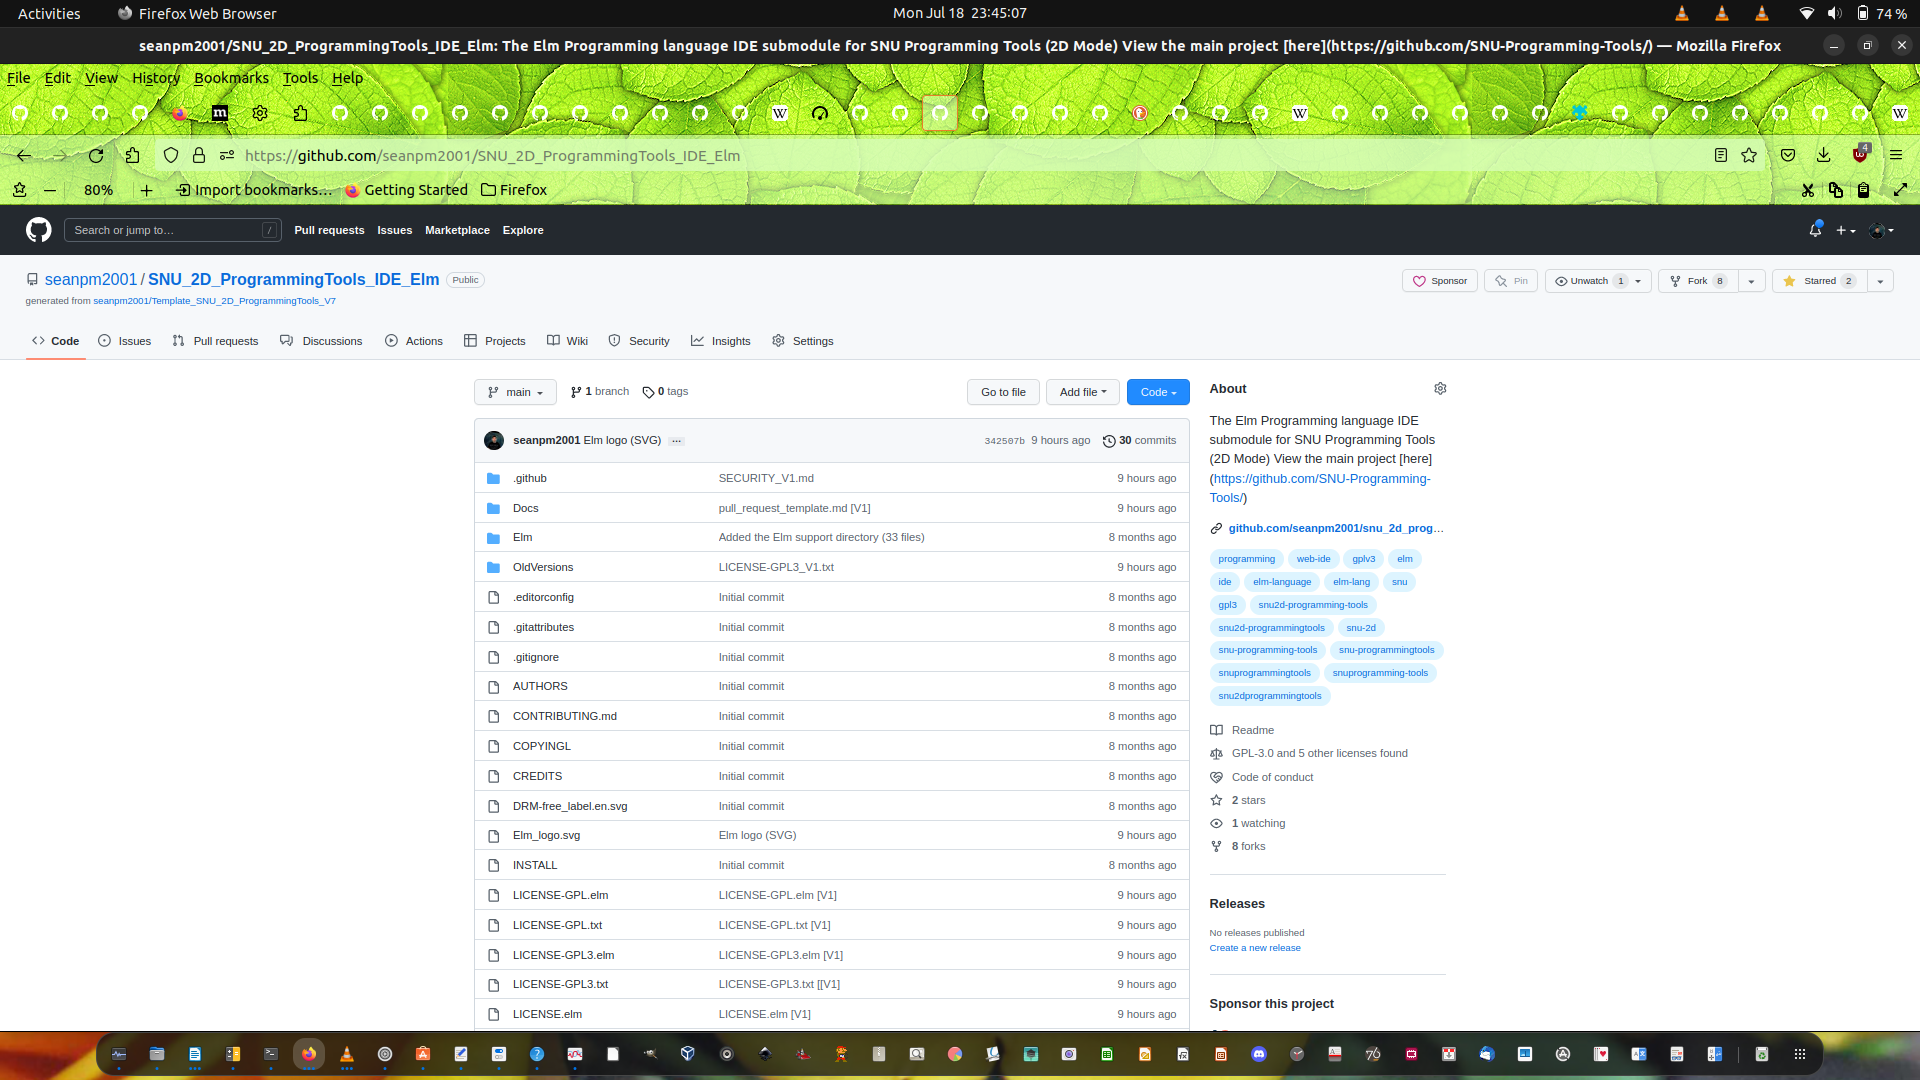 Activities Firefox Web Browser Mon Jul 18 23:45:07 74 %
seanpm2001/SNU_2D_ProgrammingTools_IDE_Elm: The Elm Programming language IDE submodule for SNU Programming Tools (2D Mode) View the main project [here](https://github.com/SNU-Programming-Tools/) — Mozilla Firefox
File Edit View History Bookmarks Tools Help
https://github.com/seanpm2001/SNU_2D_ProgrammingTools_IDE_Elm 4
80% Import bookmarks… Getting Started Firefox
Search or jump to… / Pull requests Issues Marketplace Explore
seanpm2001 / SNU_2D_ProgrammingTools_IDE_Elm Public Sponsor Pin Unwatch 1 Fork 8 Starred 2
generated from seanpm2001/Template_SNU_2D_ProgrammingTools_V7
Code Issues Pull requests Discussions Actions Projects Wiki Security Insights Settings
main 1 branch 0 tags Go to file Add file Code
seanpm2001 Elm logo (SVG) ... 342507b 9 hours ago 30 commits
.github SECURITY_V1.md 9 hours ago
Docs pull_request_template.md [V1] 9 hours ago
Elm Added the Elm support directory (33 files) 8 months ago
OldVersions LICENSE-GPL3_V1.txt 9 hours ago
.editorconfig Initial commit 8 months ago
.gitattributes Initial commit 8 months ago
.gitignore Initial commit 8 months ago
AUTHORS Initial commit 8 months ago
CONTRIBUTING.md Initial commit 8 months ago
COPYINGL Initial commit 8 months ago
CREDITS Initial commit 8 months ago
DRM-free_label.en.svg Initial commit 8 months ago
Elm_logo.svg Elm logo (SVG) 9 hours ago
INSTALL Initial commit 8 months ago
LICENSE-GPL.elm LICENSE-GPL.elm [V1] 9 hours ago
LICENSE-GPL.txt LICENSE-GPL.txt [V1] 9 hours ago
LICENSE-GPL3.elm LICENSE-GPL3.elm [V1] 9 hours ago
LICENSE-GPL3.txt LICENSE-GPL3.txt [[V1] 9 hours ago
LICENSE.elm LICENSE.elm [V1] 9 hours ago
About
The Elm Programming language IDE
submodule for SNU Programming Tools
(2D Mode) View the main project [here]
(https://github.com/SNU-Programming-
Tools/)
github.com/seanpm2001/snu_2d_prog…
programming web-ide gplv3 elm
ide elm-language elm-lang snu
gpl3 snu2d-programming-tools
snu2d-programmingtools snu-2d
snu-programming-tools snu-programmingtools
snuprogrammingtools snuprogramming-tools
snu2dprogrammingtools
Readme
GPL-3.0 and 5 other licenses found
Code of conduct
2 stars
1 watching
8 forks
Releases
No releases published
Create a new release
Sponsor this project